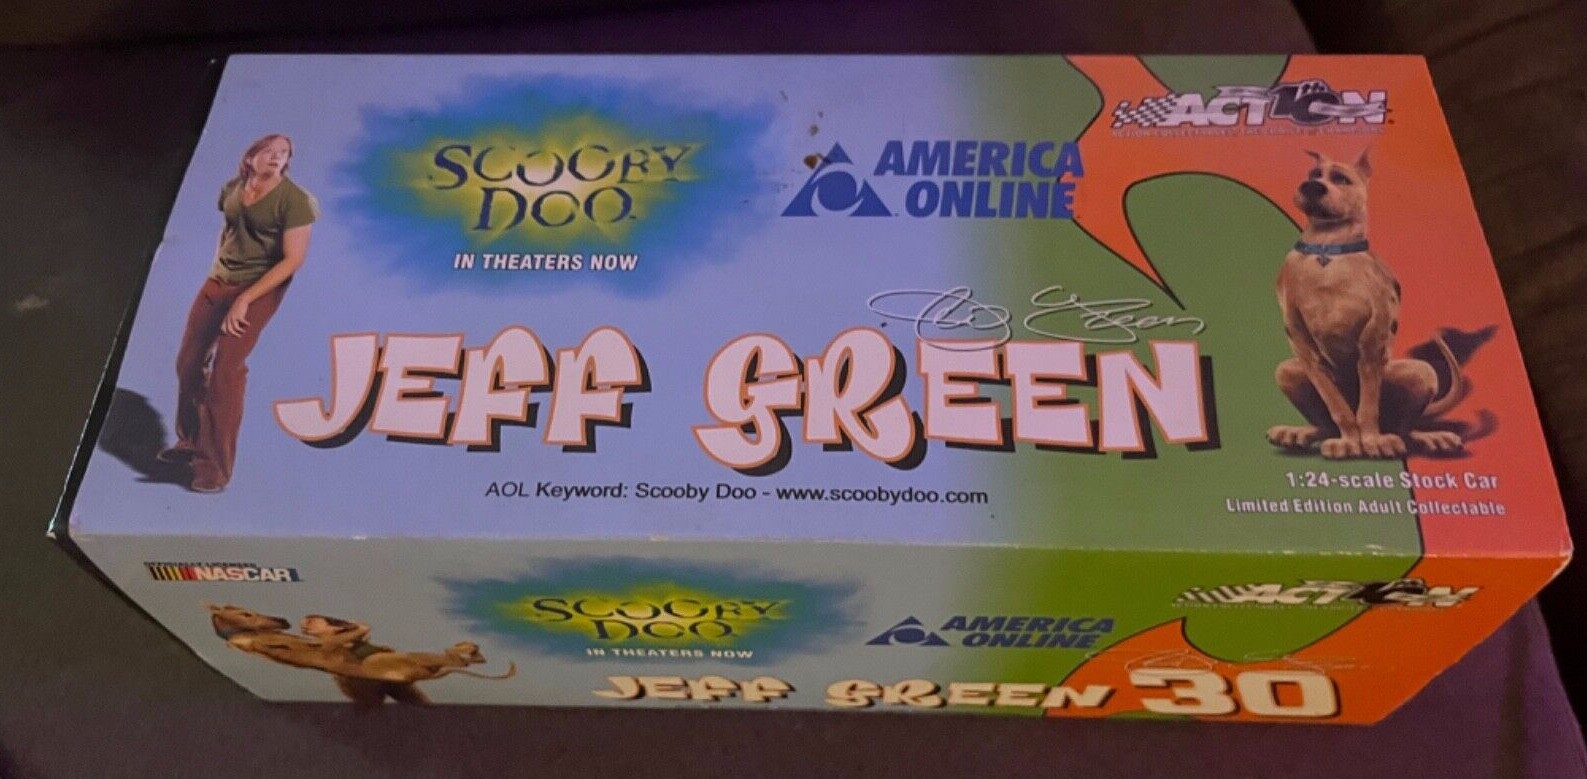 SCOOBY
DOO
IN THEATERS NOW
AMERICA
ONLINE
ACTION
JEFF GREEN
Jeff Green
AOL Keyword: Scooby Doo - www.scoobydoo.com
1:24-scale Stock Car
Limited Edition Adult Collectable
NASCAR
SCOOBY
DOO
IN THEATERS NOW
AMERICA
ONLINE
ACTION
JEFF GREEN 30